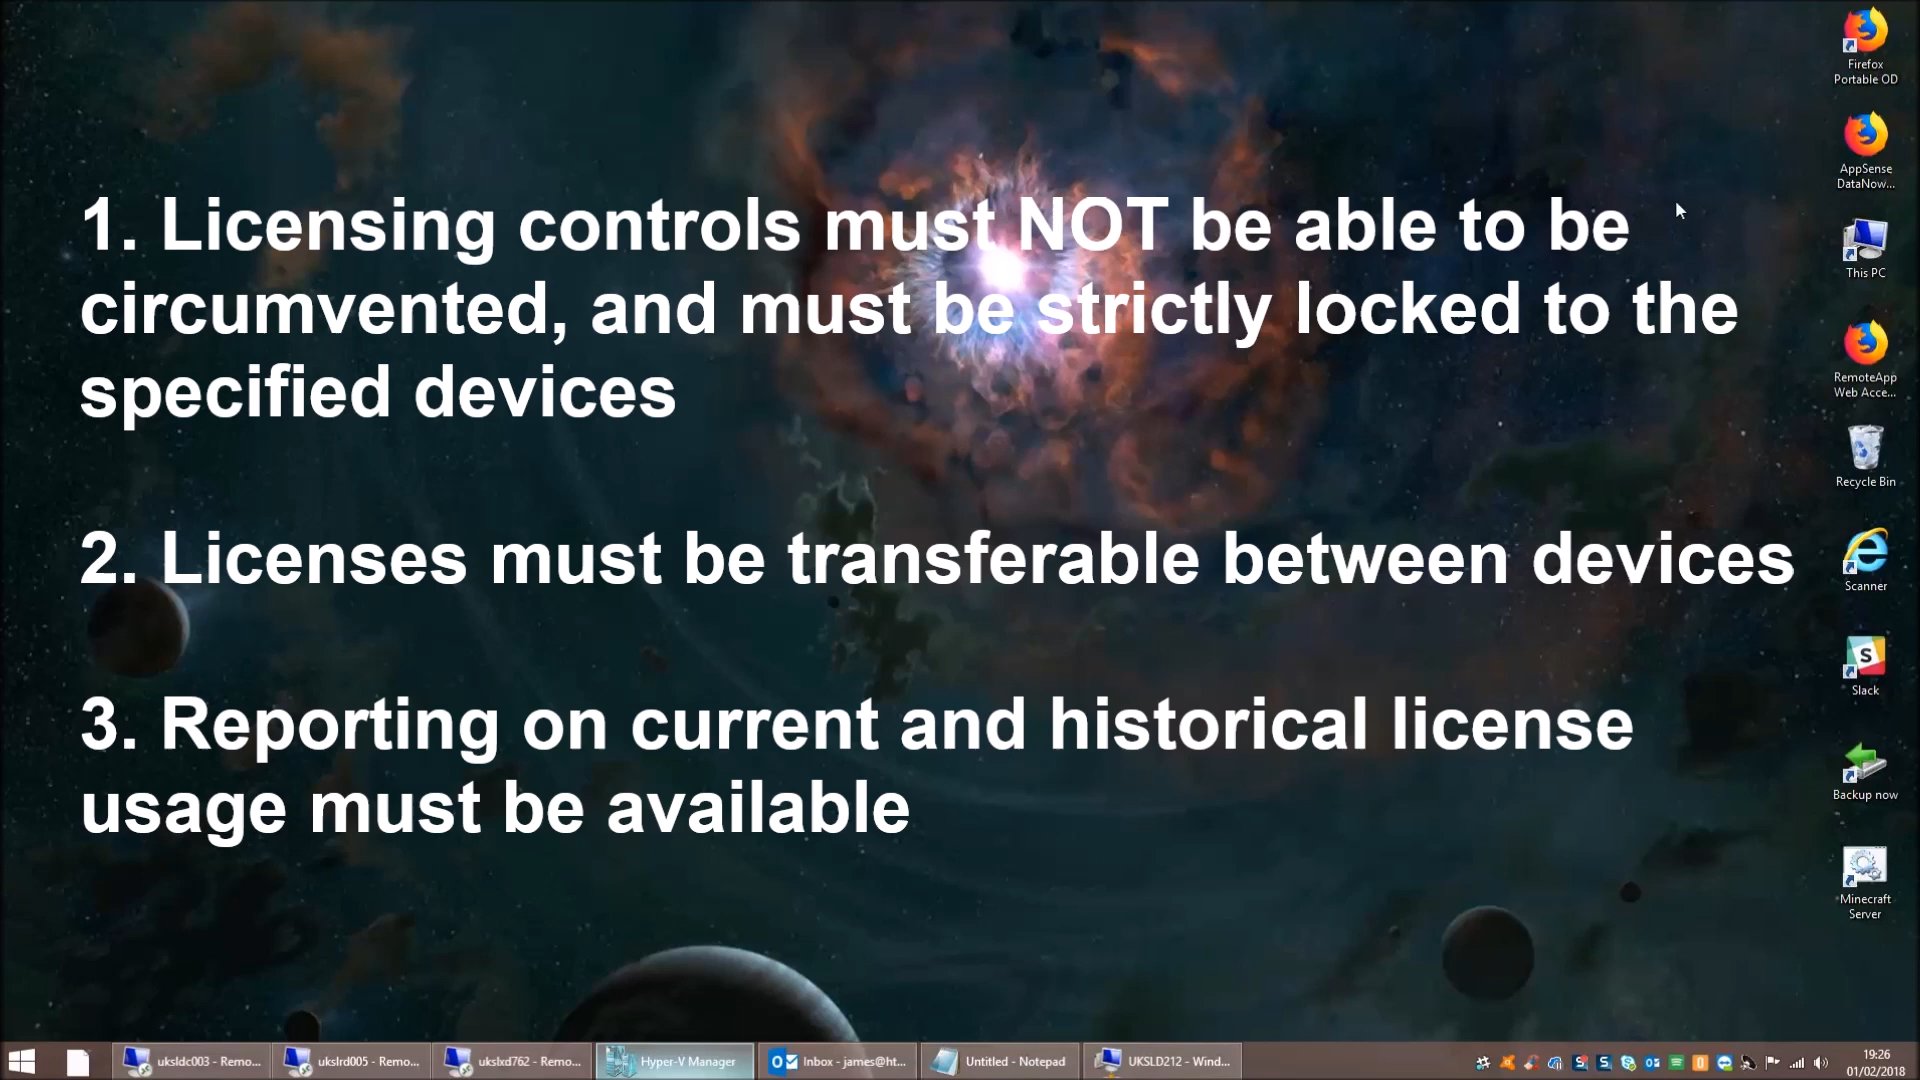 1. Licensing controls must NOT be able to be
circumvented, and must be strictly locked to the
specified devices
2. Licenses must be transferable between devices
3. Reporting on current and historical license
usage must be available
Firefox
Portable OD
AppSense
DataNow...
This PC
RemoteApp
Web Acce...
Recycle Bin
Scanner
Slack
Backup now
Minecraft
Server
uksldc003 - Remo...
ukslrd005 - Remo...
ukslxd762 - Remo...
Hyper-V Manager
Inbox - james@ht...
Untitled - Notepad
UKSLD212 - Wind...
19:26
01/02/2018